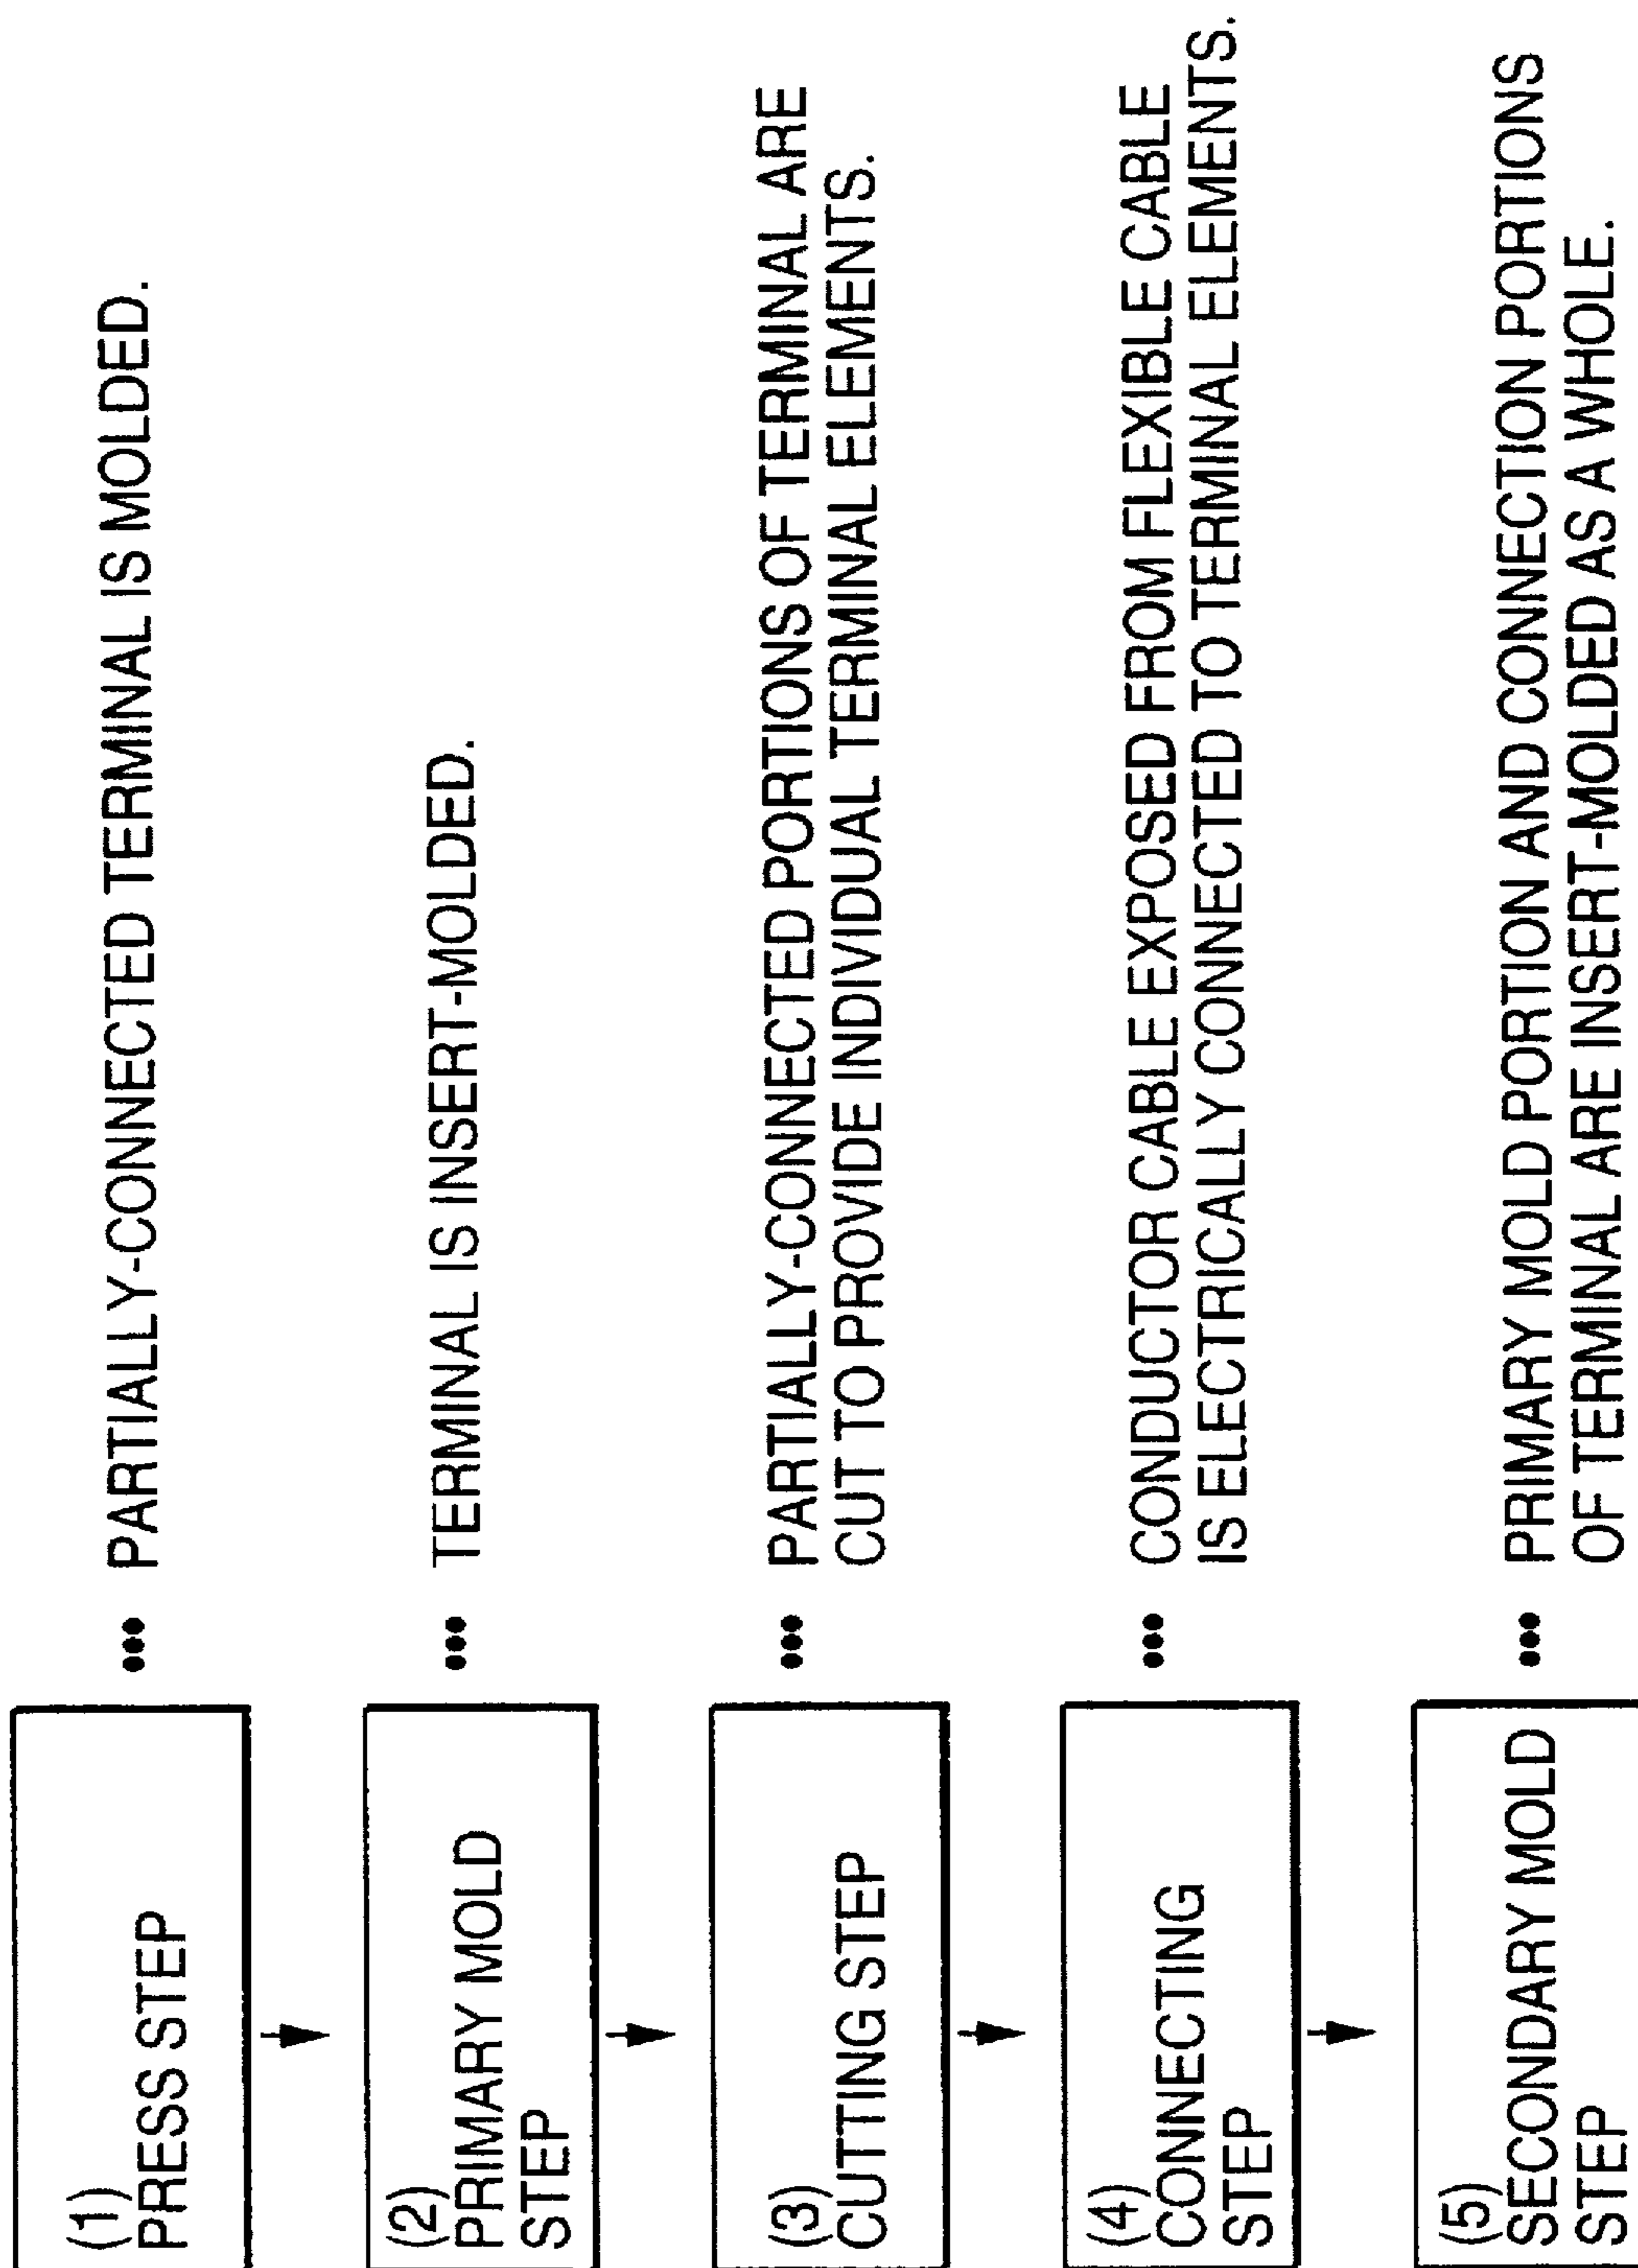 (1)
PRESS STEP
••• PARTIALLY-CONNECTED TERMINAL IS MOLDED.
(2)
PRIMARY MOLD
STEP
••• TERMINAL IS INSERT-MOLDED.
(3)
CUTTING STEP
••• PARTIALLY-CONNECTED PORTIONS OF TERMINAL ARE
CUT TO PROVIDE INDIVIDUAL TERMINAL ELEMENTS.
(4)
CONNECTING
STEP
••• CONDUCTOR CABLE EXPOSED FROM FLEXIBLE CABLE
IS ELECTRICALLY CONNECTED TO TERMINAL ELEMENTS.
(5)
SECONDARY MOLD
STEP
••• PRIMARY MOLD PORTION AND CONNECTION PORTIONS
OF TERMINAL ARE INSERT-MOLDED AS A WHOLE.